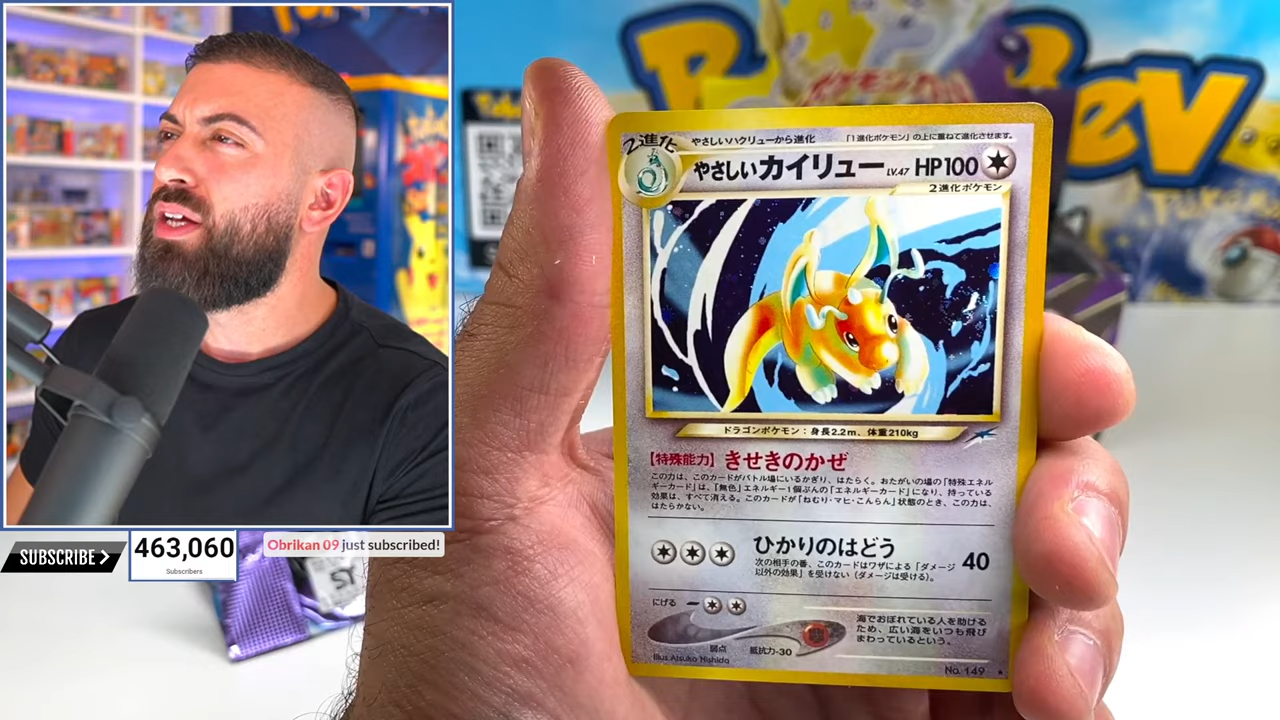 ポケモンカード
2進化
やさしいハクリューから進化
「1進化ポケモン」の上に重ねて進化させます。
やさしいカイリュー LV.47 HP100
2進化ポケモン
ドラゴンポケモン：身長2.2m、体重210kg
【特殊能力】きせきのかぜ
この力は、このカードがバトル場にいるかぎり、はたらく。おたがいの場の「特殊エネル
ギーカード」は、「無色」エネルギー1個ぶんの「エネルギーカード」になり、持っている
効果は、すべて消える。このカードが「ねむり・マヒ・こんらん」状態のとき、この力は、
はたらかない。
ひかりのはどう 40
次の相手の番、このカードはワザによる「ダメージ
以外の効果」を受けない（ダメージは受ける）。
にげる
弱点
抵抗力-30
海でおぼれている人を助ける
ため、広い海をいつも飛び
まわっているという。
Illus Atsuko Nishida
No. 149
SUBSCRIBE
463,060
Subscribers
Obrikan 09 just subscribed!